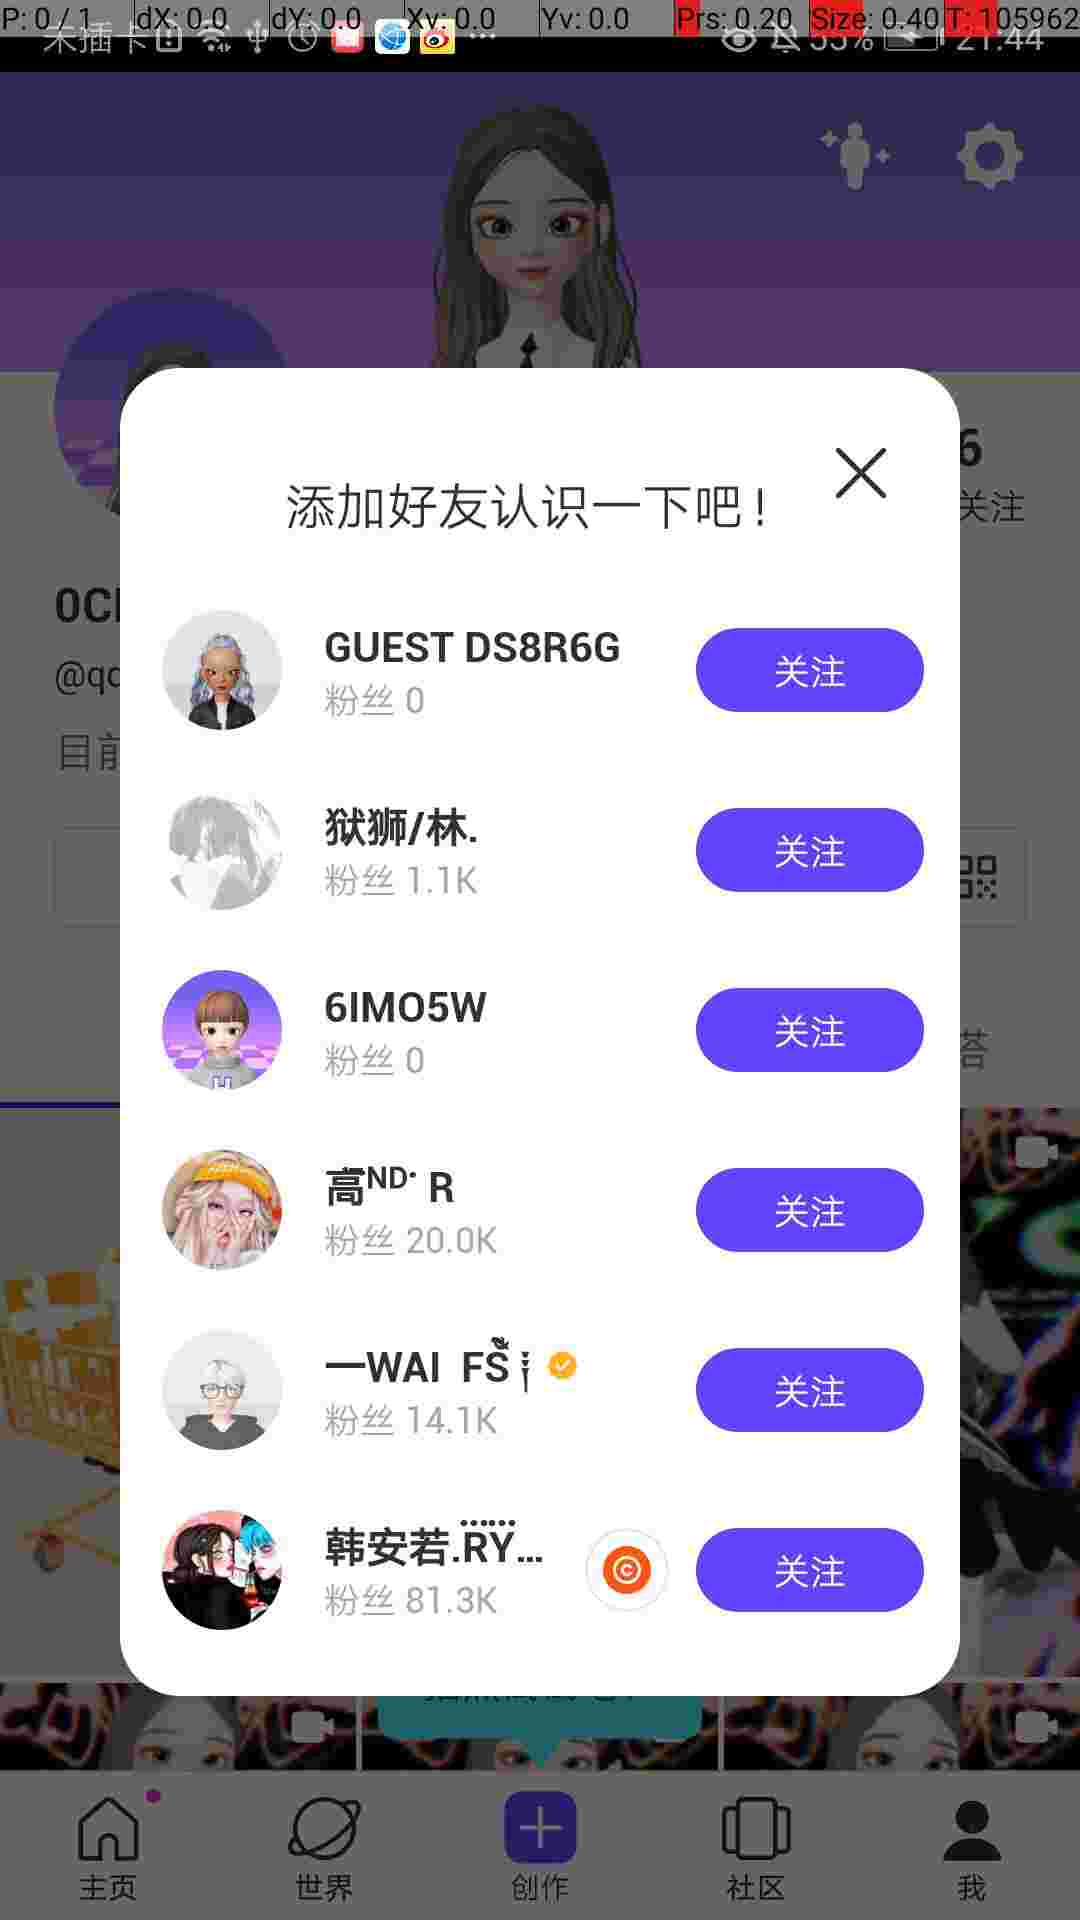 P: 0 / 1 dX: 0.0 dY: 0.0 Xv: 0.0 Yv: 0.0 Prs: 0.20 Size: 0.40 T: 105962
未插卡 53% 21:44
6
关注
添加好友认识一下吧!
0C
@qc
目前
GUEST DS8R6G
粉丝 0
关注
狱狮/林.
粉丝 1.1K
关注
6IMO5W
粉丝 0
关注
答
高ᴺᴰ· R
粉丝 20.0K
关注
一WAI FS
粉丝 14.1K
关注
韩安若.RY...
粉丝 81.3K
关注
主页
世界
创作
社区
我